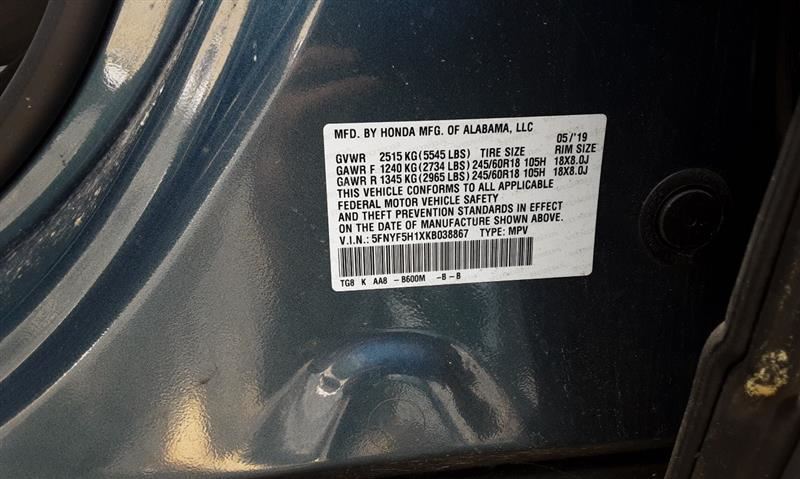 MFD. BY HONDA MFG. OF ALABAMA, LLC 05/'19
GVWR 2515 KG (5545 LBS) TIRE SIZE RIM SIZE
GAWR F 1240 KG (2734 LBS) 245/60R18 105H 18X8.0J
GAWR R 1345 KG (2965 LBS) 245/60R18 105H 18X8.0J
THIS VEHICLE CONFORMS TO ALL APPLICABLE
FEDERAL MOTOR VEHICLE SAFETY
AND THEFT PREVENTION STANDARDS IN EFFECT
ON THE DATE OF MANUFACTURE SHOWN ABOVE.
V.I.N.: 5FNYF5H1XKB038867 TYPE: MPV
TG8 K AA8 -B600M -B-B